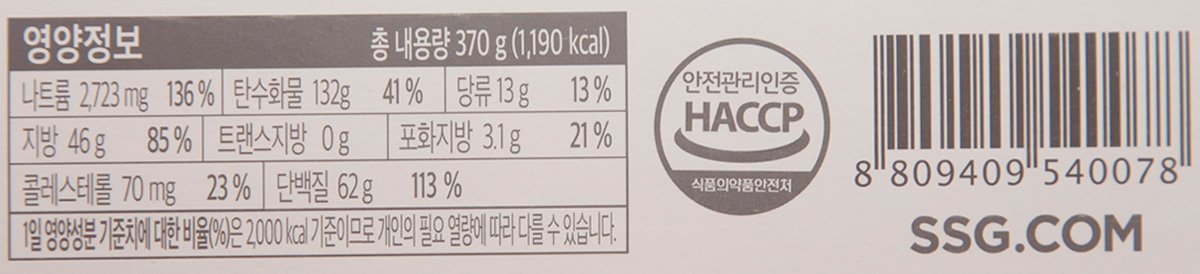 영양정보 총 내용량 370 g (1,190 kcal)
나트륨 2,723 mg 136 % 탄수화물 132g 41 % 당류 13 g 13 %
지방 46 g 85 % 트랜스지방 0 g 포화지방 3.1 g 21 %
콜레스테롤 70 mg 23 % 단백질 62 g 113 %
1일 영양성분 기준치에 대한 비율(%)은 2,000 kcal 기준이므로 개인의 필요 열량에 따라 다를 수 있습니다.
안전관리인증
HACCP
식품의약품안전처
8 809409 540078
SSG.COM